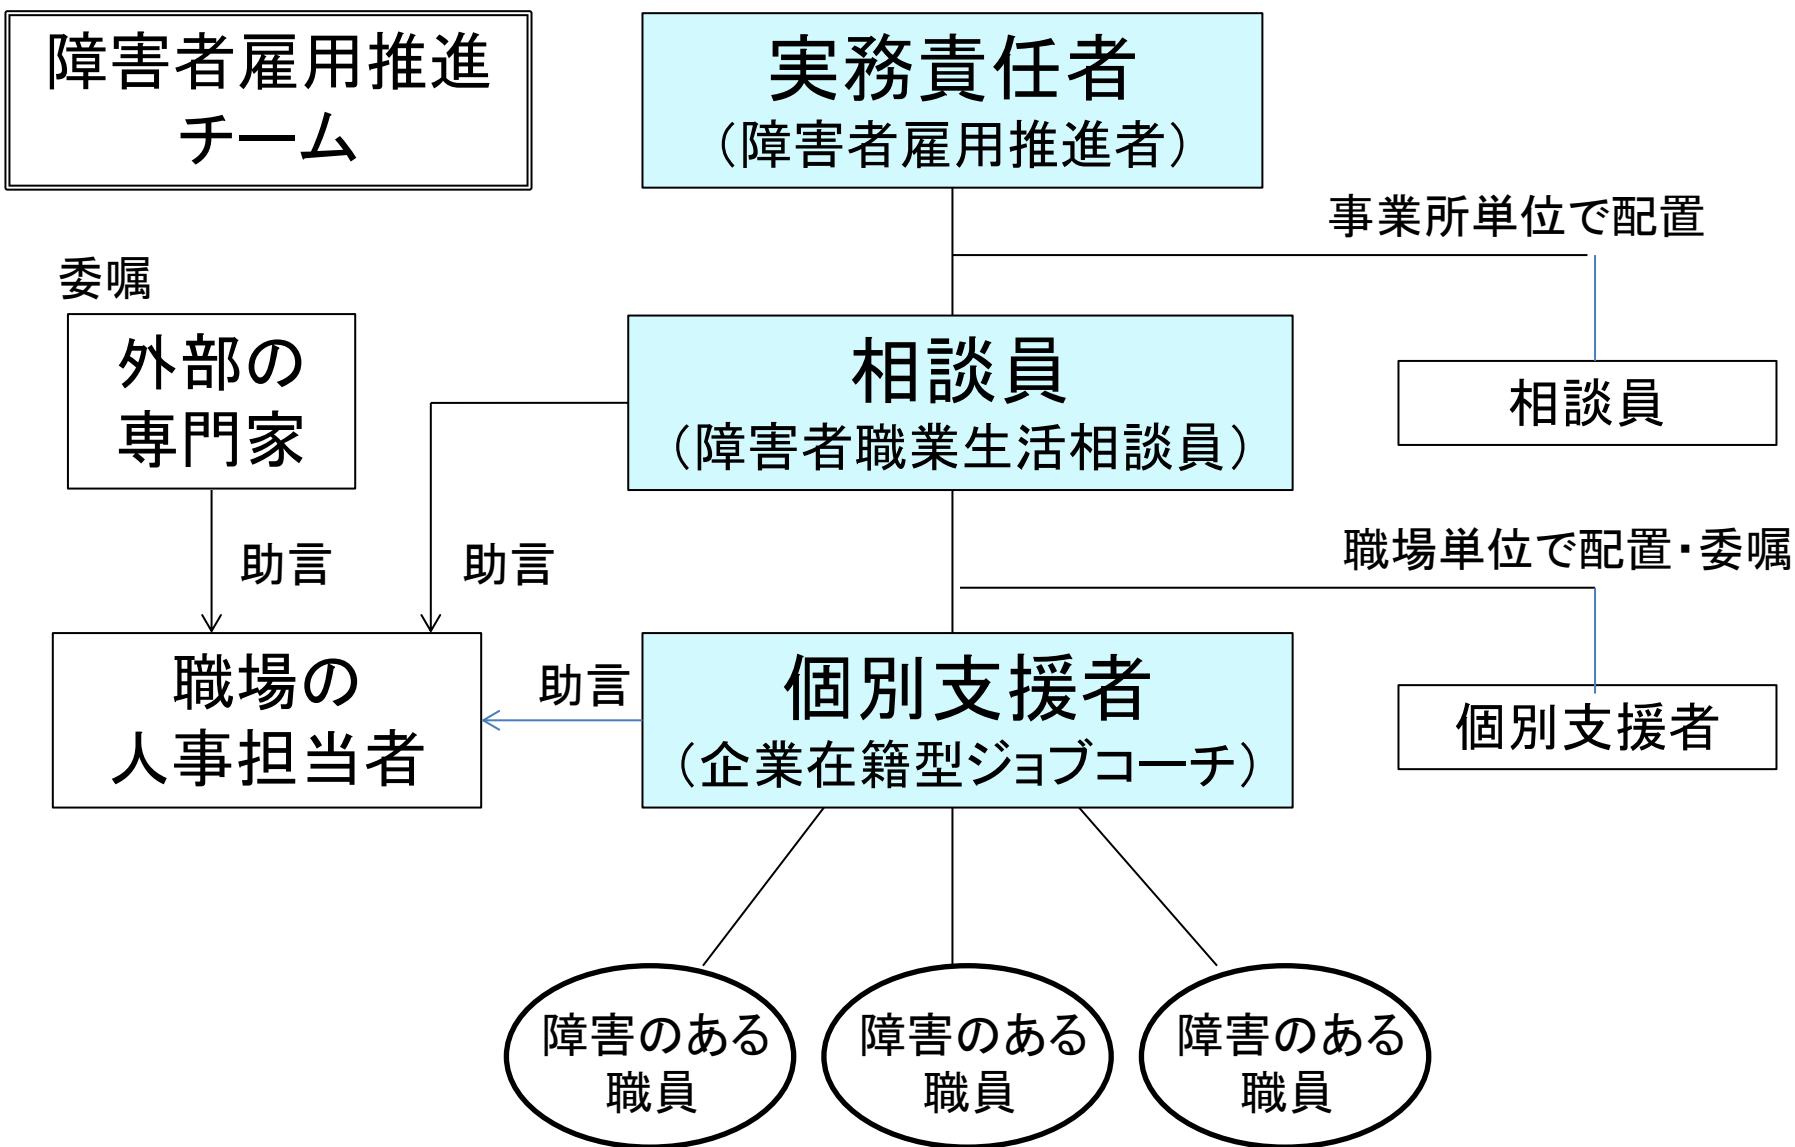 障害者雇用推進
チーム
実務責任者
（障害者雇用推進者）
事業所単位で配置
委嘱
外部の
専門家
相談員
（障害者職業生活相談員）
相談員
助言
助言
職場単位で配置・委嘱
職場の
人事担当者
助言
個別支援者
（企業在籍型ジョブコーチ）
個別支援者
障害のある
職員
障害のある
職員
障害のある
職員